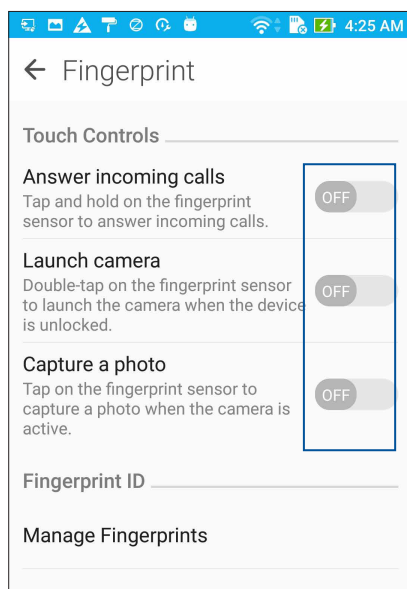 4:25 AM
Fingerprint
Touch Controls
Answer incoming calls
Tap and hold on the fingerprint
sensor to answer incoming calls.
OFF
Launch camera
Double-tap on the fingerprint sensor
to launch the camera when the device
is unlocked.
OFF
Capture a photo
Tap on the fingerprint sensor to
capture a photo when the camera is
active.
OFF
Fingerprint ID
Manage Fingerprints